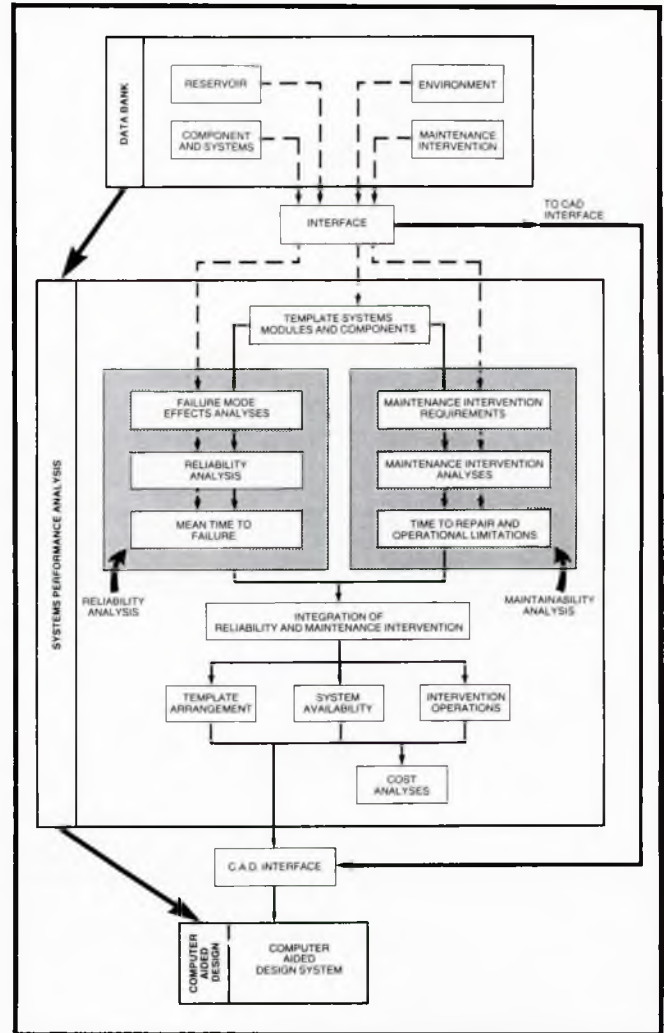 DATA BANK
RESERVOIR
ENVIRONMENT
COMPONENT
AND SYSTEMS
MAINTENANCE
INTERVENTION
INTERFACE
TO CAD
INTERFACE
SYSTEMS PERFORMANCE ANALYSIS
TEMPLATE SYSTEMS
MODULES AND COMPONENTS
FAILURE MODE
EFFECTS ANALYSES
RELIABILITY
ANALYSIS
MEAN TIME TO
FAILURE
MAINTENANCE INTERVENTION
REQUIREMENTS
MAINTENANCE INTERVENTION
ANALYSES
TIME TO REPAIR AND
OPERATIONAL LIMITATIONS
RELIABILITY
ANALYSIS
MAINTAINABILITY
ANALYSIS
INTEGRATION OF
RELIABILITY AND MAINTENANCE INTERVENTION
TEMPLATE
ARRANGEMENT
SYSTEM
AVAILABILITY
INTERVENTION
OPERATIONS
COST
ANALYSES
C.A.D. INTERFACE
COMPUTER
AIDED
DESIGN
COMPUTER
AIDED
DESIGN SYSTEM